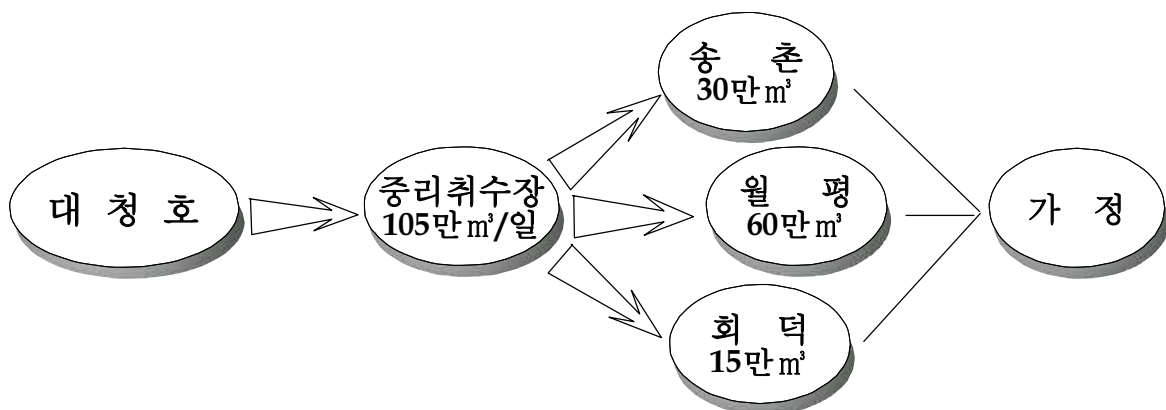 대 청 호
중리취수장
105만㎥/일
송 촌
30만㎥
월 평
60만㎥
회 덕
15만㎥
가 정